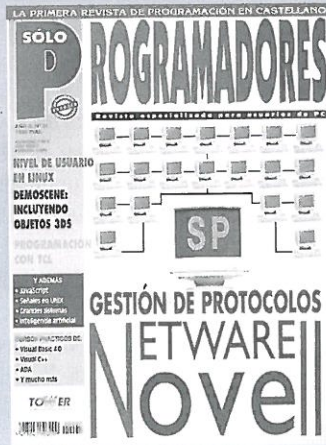 LA PRIMERA REVISTA DE PROGRAMACIÓN EN CASTELLANO
SÓLO
P
PROGRAMADORES
Revista especializada para usuarios de PC
NIVEL DE USUARIO
EN LINUX
DEMOSCENE:
INCLUYENDO
OBJETOS 3DS
PROGRAMACIÓN
CON TCL
SP
Y ADEMÁS
• JavaScript
• Señales en UNIX
• Grandes sistemas
• Inteligencia artificial
CURSOS PRÁCTICOS DE:
• Visual Basic 4.0
• Visual C++
• ADA
• Y mucho más
TOWER
GESTIÓN DE PROTOCOLOS
NETWARE II
Novell